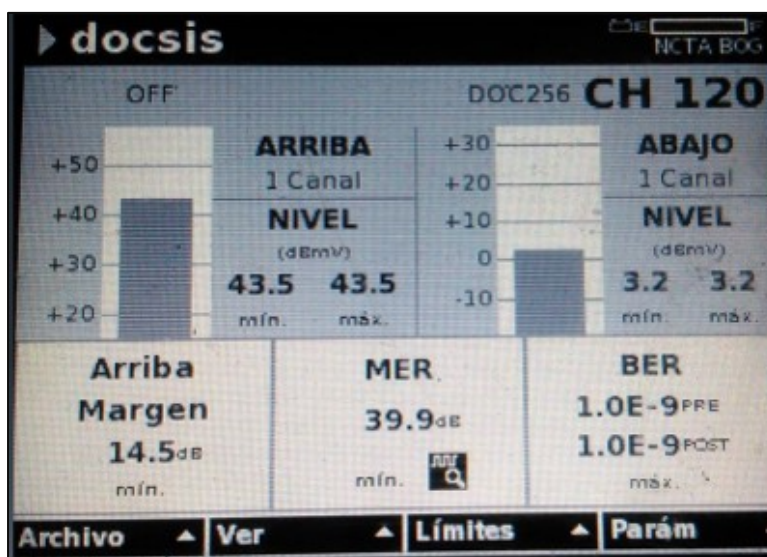 docsis
E F
NCTA BOG
OFF DOC256 CH 120
ARRIBA
1 Canal
NIVEL
(dBmV)
43.5 43.5
mín. máx.
+50
+40
+30
+20
+30
+20
+10
0
-10
ABAJO
1 Canal
NIVEL
(dBmV)
3.2 3.2
mín. máx.
Arriba
Margen
14.5dB
mín.
MER
39.9dB
mín.
BER
1.0E-9PRE
1.0E-9POST
máx.
Archivo Ver Límites Parám